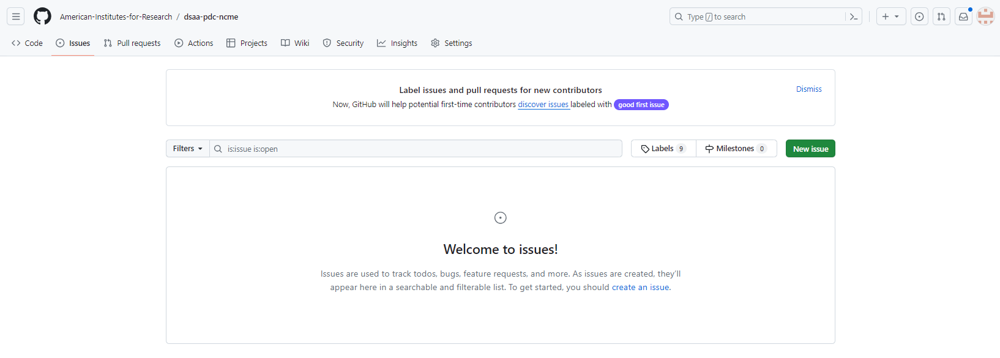 American-Institutes-for-Research / dsaa-pdc-ncme
Type / to search
Code Issues Pull requests Actions Projects Wiki Security Insights Settings
Label issues and pull requests for new contributors
Dismiss
Now, GitHub will help potential first-time contributors discover issues labeled with good first issue
Filters is:issue is:open Labels 9 Milestones 0 New issue
Welcome to issues!
Issues are used to track todos, bugs, feature requests, and more. As issues are created, they’ll
appear here in a searchable and filterable list. To get started, you should create an issue.